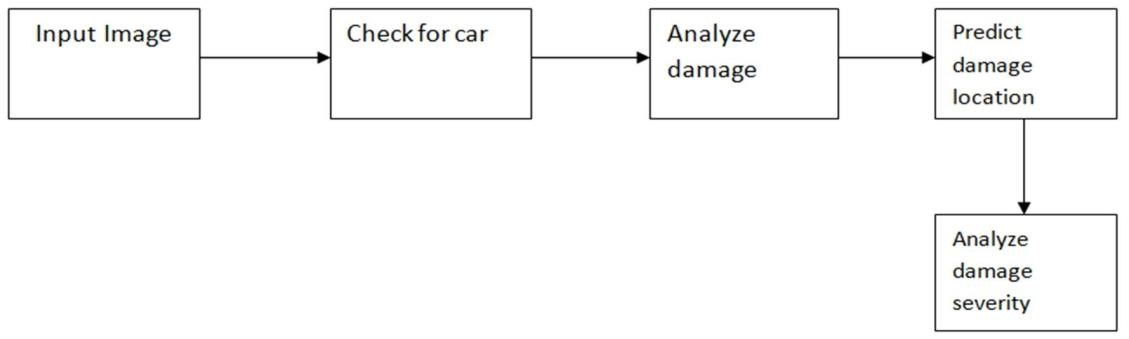 Input Image
Check for car
Analyze
damage
Predict
damage
location
Analyze
damage
severity